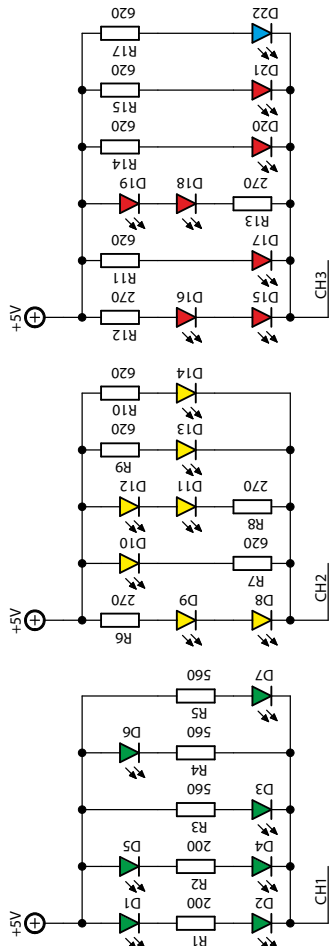 620
R17
D22
620
R15
D21
620
R14
D20
D19
D18
270
R13
620
R11
D17
+5V
270
R12
D16
D15
CH3
620
R10
D14
620
R9
D13
D12
D11
270
R8
D10
620
R7
+5V
270
R6
D9
D8
CH2
560
R5
D7
D6
560
R4
560
R3
D3
D5
200
R2
D4
+5V
D1
200
R1
D2
CH1